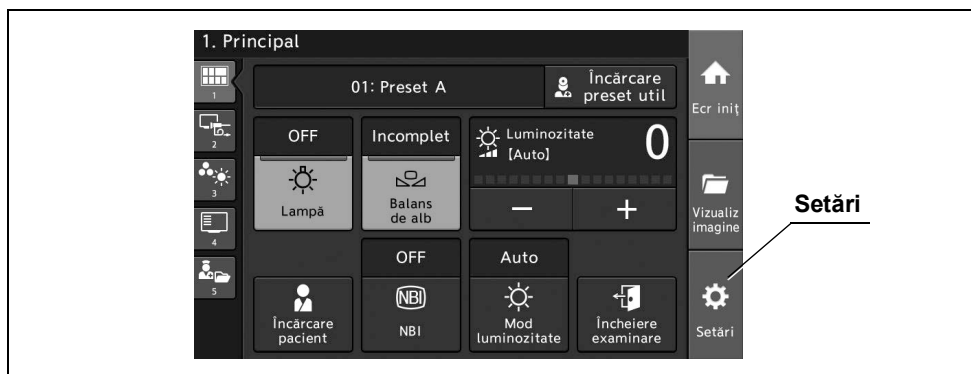 1. Principal
1
01: Preset A
Încărcare
preset util
Ecr iniț
2
OFF
Incomplet
Luminozitate
[Auto]
0
3
Lampă
Balans
de alb
−
+
Vizualiz
imagine
Setări
4
OFF
Auto
5
NBI
Încărcare
pacient
NBI
Mod
luminozitate
Încheiere
examinare
Setări